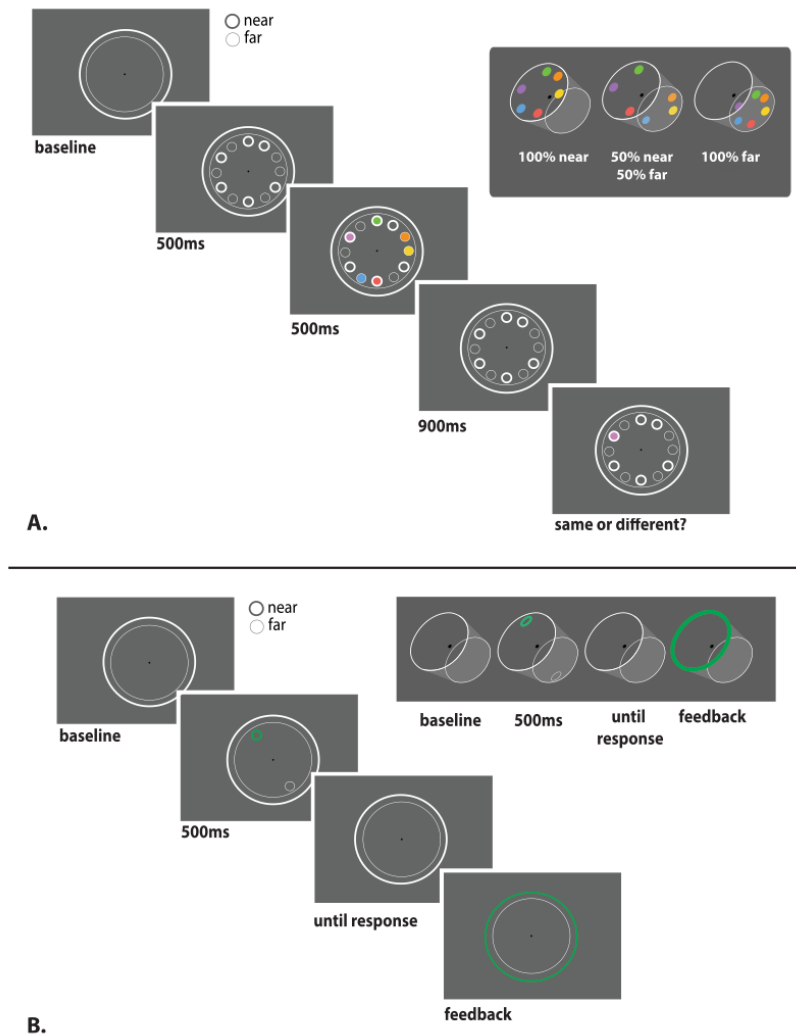 near
far
baseline
500ms
500ms
900ms
same or different?
100% near
50% near
50% far
100% far
A.
near
far
baseline
500ms
until response
feedback
baseline
500ms
until
response
feedback
B.